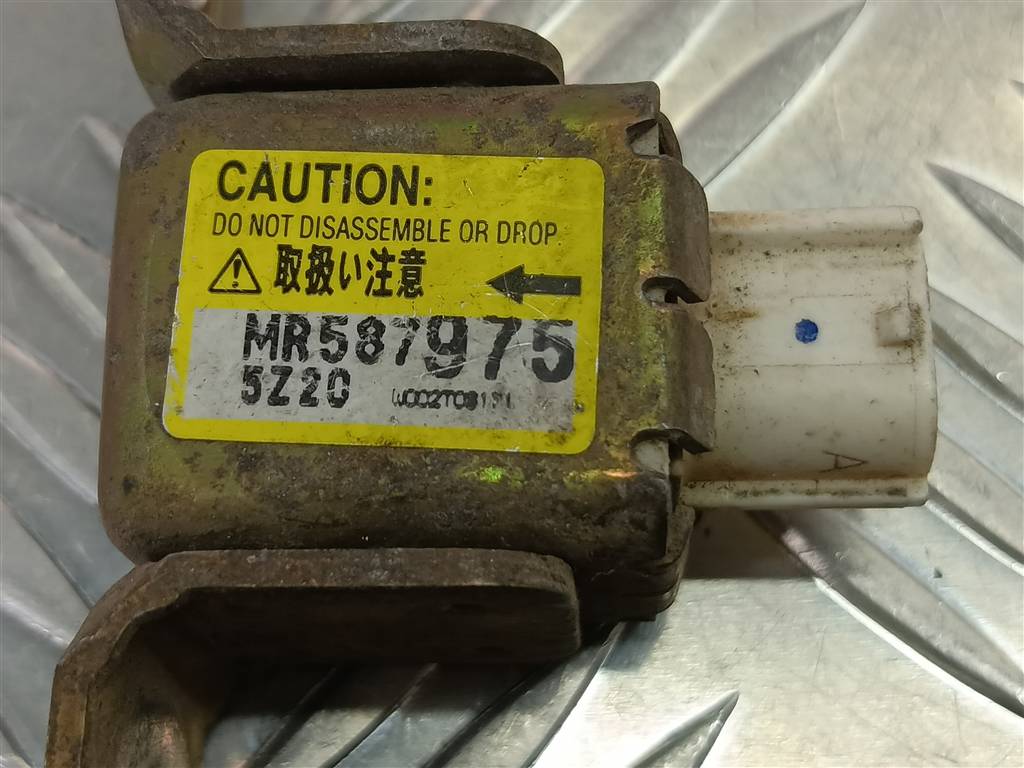 CAUTION:
DO NOT DISASSEMBLE OR DROP
取扱い注意
MR587975
5Z20
A